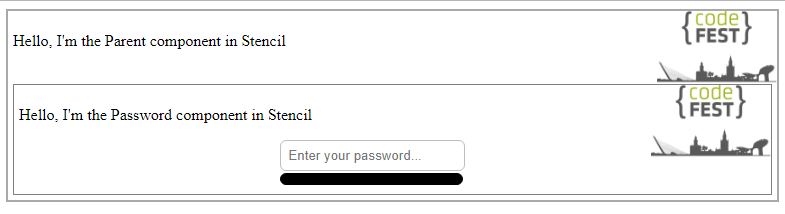 {code
FEST}
Hello, I'm the Parent component in Stencil
{code
FEST}
Hello, I'm the Password component in Stencil
Enter your password...